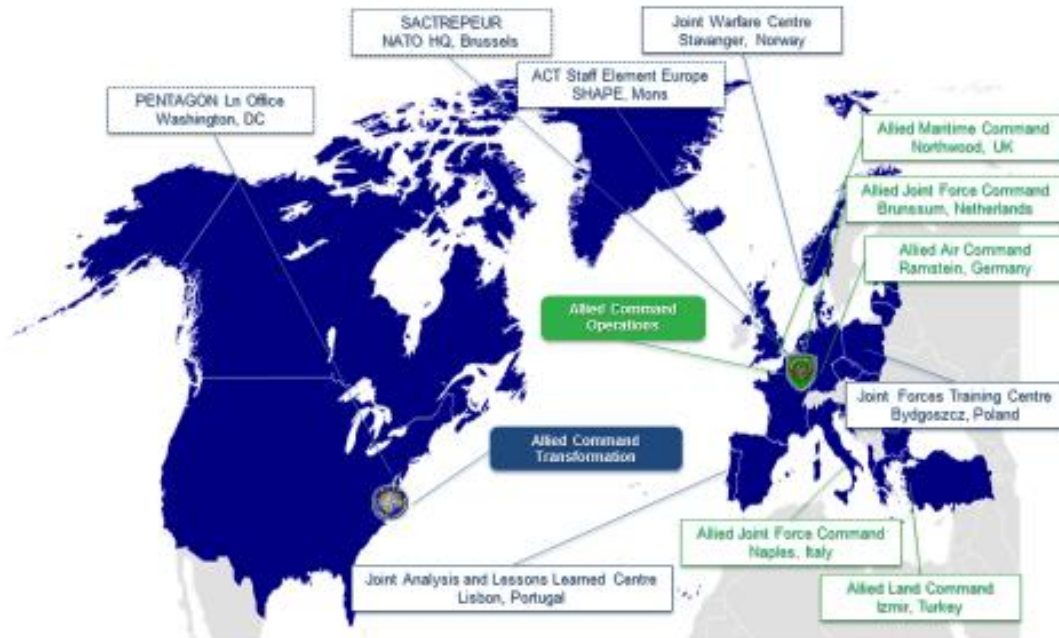 SACTREPEUR
NATO HQ, Brussels
Joint Warfare Centre
Stavanger, Norway
ACT Staff Element Europe
SHAPE, Mons
PENTAGON Ln Office
Washington, DC
Allied Maritime Command
Northwood, UK
Allied Joint Force Command
Brunssum, Netherlands
Allied Air Command
Ramstein, Germany
Allied Command
Operations
Joint Forces Training Centre
Bydgoszcz, Poland
Allied Command
Transformation
Allied Joint Force Command
Naples, Italy
Joint Analysis and Lessons Learned Centre
Lisbon, Portugal
Allied Land Command
Izmir, Turkey